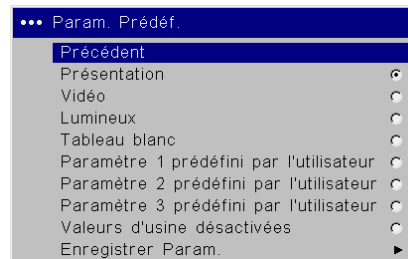 ••• Param. Prédéf.
Précédent
Présentation
Vidéo
Lumineux
Tableau blanc
Paramètre 1 prédéfini par l'utilisateur
Paramètre 2 prédéfini par l'utilisateur
Paramètre 3 prédéfini par l'utilisateur
Valeurs d'usine désactivées
Enregistrer Param.